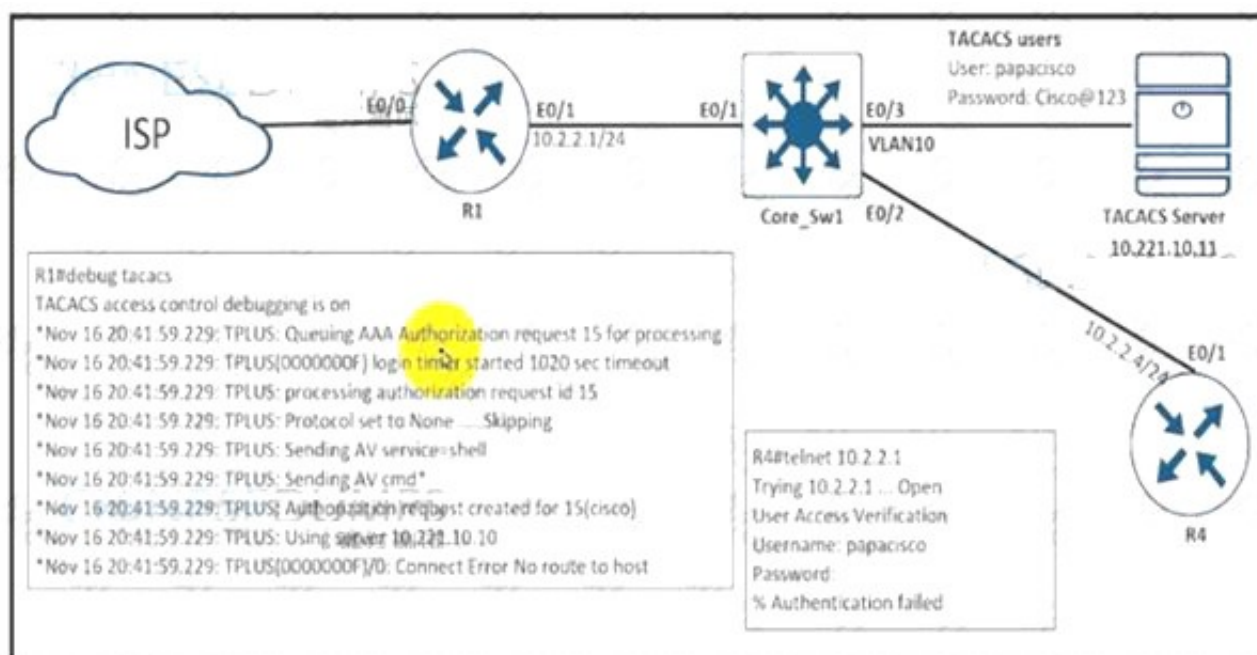 TACACS users
User: papacisco
Password: Cisco@123
ISP
E0/0
E0/1
10.2.2.1/24
R1
E0/1
E0/3
VLAN10
Core_Sw1
E0/2
TACACS Server
10.221.10.11
10.2.2.4/24
E0/1
R4
R1#debug tacacs
TACACS access control debugging is on
*Nov 16 20:41:59.229: TPLUS: Queuing AAA Authorization request 15 for processing
*Nov 16 20:41:59.229: TPLUS(0000000F) login timer started 1020 sec timeout
*Nov 16 20:41:59.229: TPLUS: processing authorization request id 15
*Nov 16 20:41:59.229: TPLUS: Protocol set to None .....Skipping
*Nov 16 20:41:59.229: TPLUS: Sending AV service=shell
*Nov 16 20:41:59.229: TPLUS: Sending AV cmd*
*Nov 16 20:41:59.229: TPLUS: Authorization request created for 15(cisco)
*Nov 16 20:41:59.229: TPLUS: Using server 10.221.10.10
*Nov 16 20:41:59.229: TPLUS(0000000F)/0: Connect Error No route to host
R4#telnet 10.2.2.1
Trying 10.2.2.1 ... Open
User Access Verification
Username: papacisco
Password:
% Authentication failed